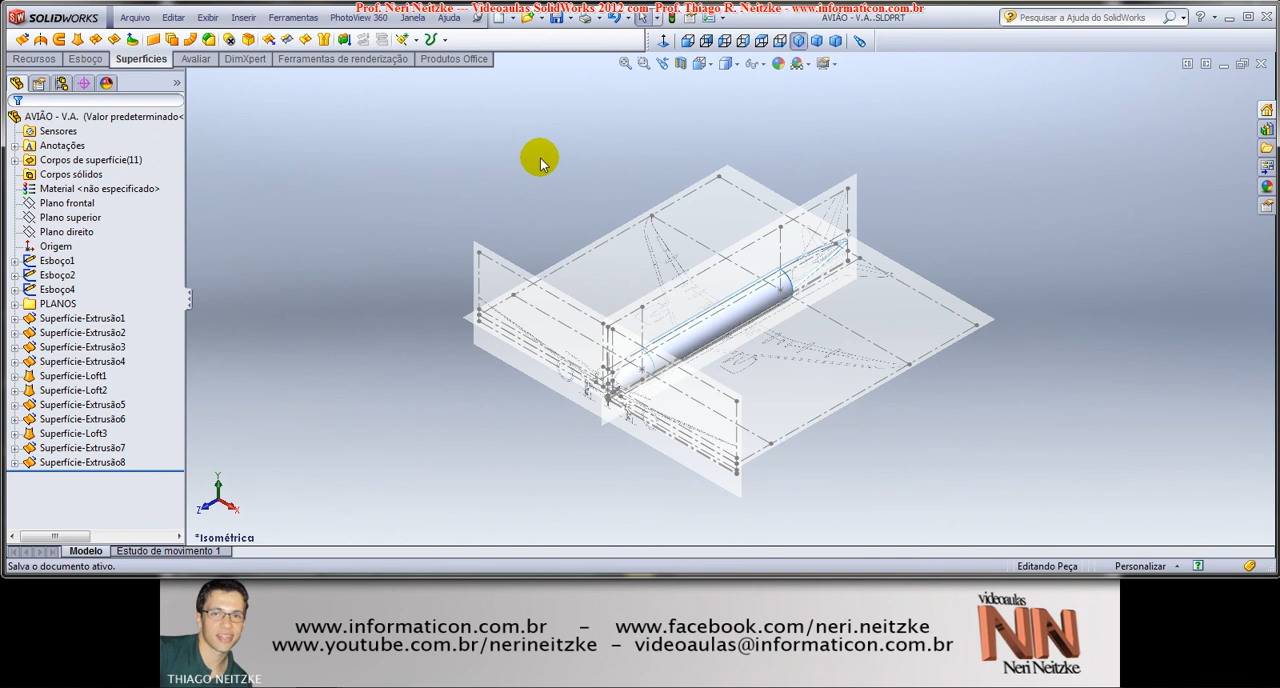 Prof. Neri Neitzke --- Videoaulas SolidWorks 2012 com Prof. Thiago R. Neitzke - www.informaticon.com.br
SOLIDWORKS
Arquivo Editar Exibir Inserir Ferramentas PhotoView 360 Janela Ajuda
AVIÃO - V.A..SLDPRT
Pesquisar a Ajuda do SolidWorks
Recursos Esboço Superfícies Avaliar DimXpert Ferramentas de renderização Produtos Office
AVIÃO - V.A. (Valor predeterminado<
Sensores
Anotações
Corpos de superfície(11)
Corpos sólidos
Material <não especificado>
Plano frontal
Plano superior
Plano direito
Origem
Esboço1
Esboço2
Esboço4
PLANOS
Superfície-Extrusão1
Superfície-Extrusão2
Superfície-Extrusão3
Superfície-Extrusão4
Superfície-Loft1
Superfície-Loft2
Superfície-Extrusão5
Superfície-Extrusão6
Superfície-Loft3
Superfície-Extrusão7
Superfície-Extrusão8
Y
Z X
*Isométrica
Modelo Estudo de movimento 1
Salva o documento ativo. Editando Peça Personalizar
www.informaticon.com.br - www.facebook.com/neri.neitzke
www.youtube.com.br/nerineitzke - videoaulas@informaticon.com.br
THIAGO NEITZKE
videoaulas
NN
Neri Neitzke